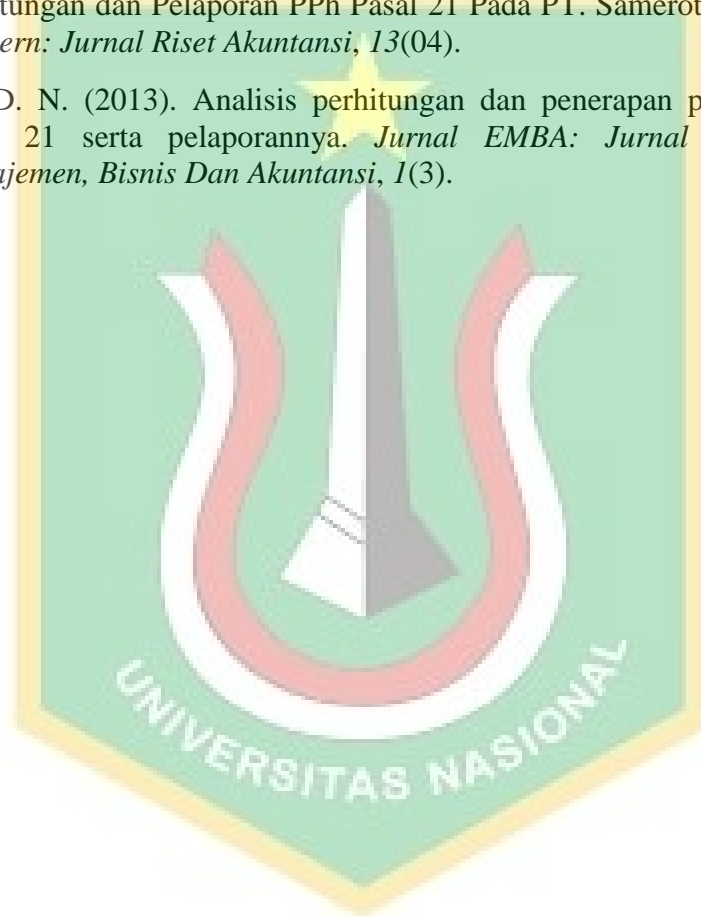 tungan dan Pelaporan PPh Pasal 21 Pada PT. Samerot
ern: Jurnal Riset Akuntansi, 13(04).
D. N. (2013). Analisis perhitungan dan penerapan p
21 serta pelaporannya. Jurnal EMBA: Jurnal
ajemen, Bisnis Dan Akuntansi, 1(3).
UNIVERSITAS NASIONAL